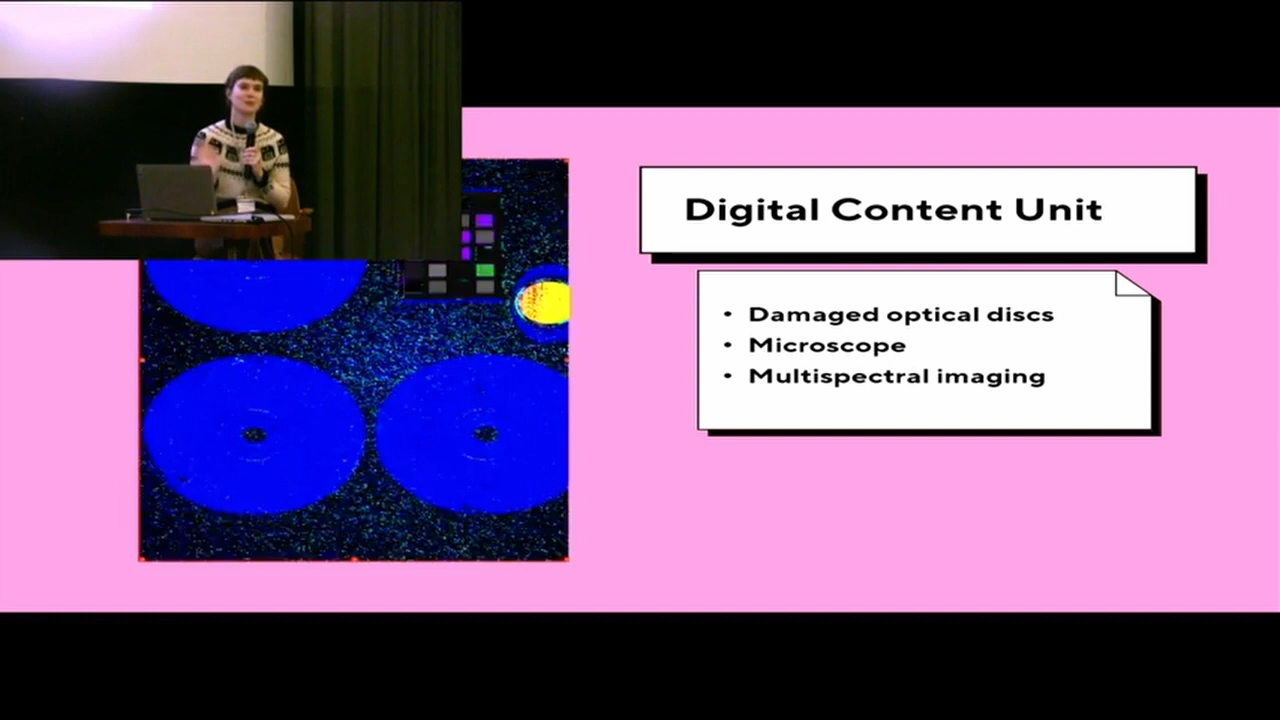 Digital Content Unit
• Damaged optical discs
• Microscope
• Multispectral imaging